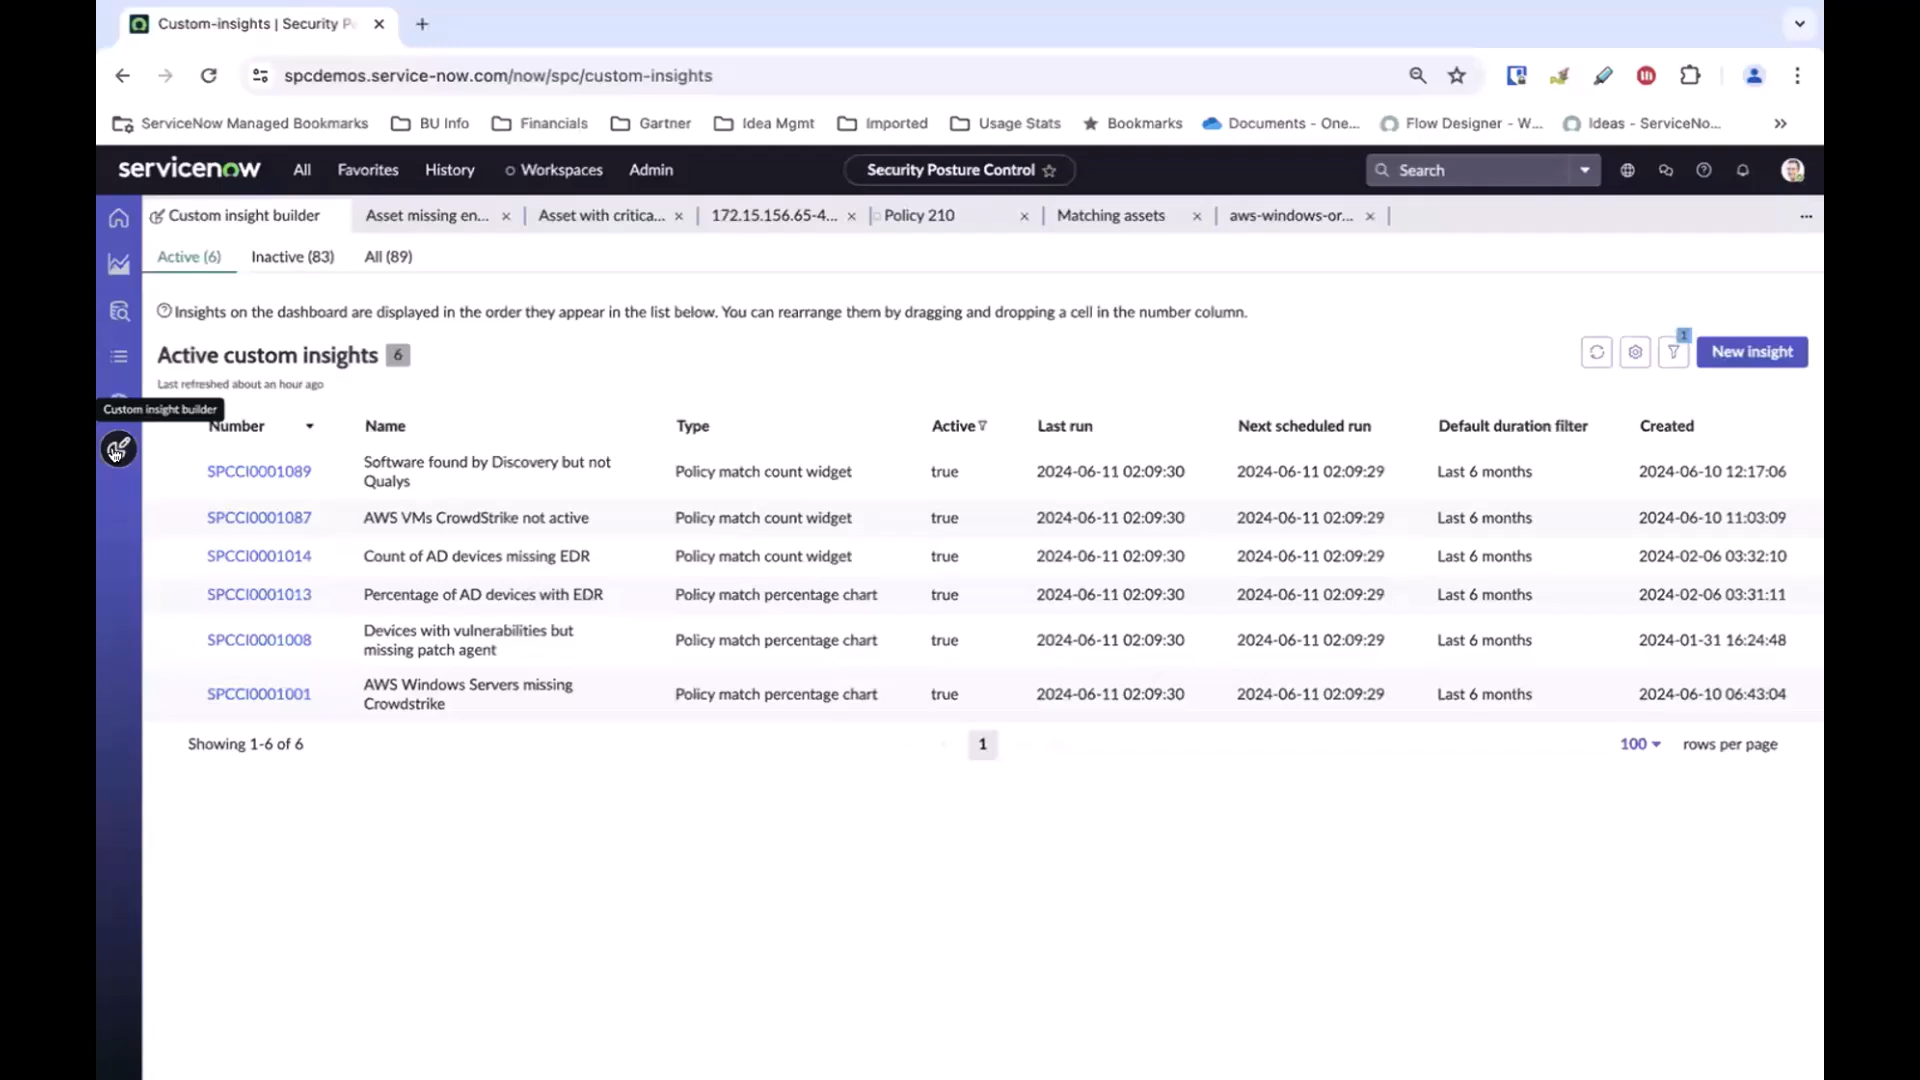 Custom-insights | Security P
spcdemos.service-now.com/now/spc/custom-insights
ServiceNow Managed Bookmarks BU Info Financials Gartner Idea Mgmt Imported Usage Stats Bookmarks Documents - One... Flow Designer - W... Ideas - ServiceNo...
servicenow All Favorites History Workspaces Admin Security Posture Control Search
Custom insight builder Asset missing en... Asset with critica... 172.15.156.65-4... Policy 210 Matching assets aws-windows-or...
Active (6) Inactive (83) All (89)
Insights on the dashboard are displayed in the order they appear in the list below. You can rearrange them by dragging and dropping a cell in the number column.
Active custom insights 6
1
New insight
Last refreshed about an hour ago
Custom insight builder
Number Name Type Active Last run Next scheduled run Default duration filter Created
SPCCI0001089 Software found by Discovery but not Policy match count widget true 2024-06-11 02:09:30 2024-06-11 02:09:29 Last 6 months 2024-06-10 12:17:06
Qualys
SPCCI0001087 AWS VMs CrowdStrike not active Policy match count widget true 2024-06-11 02:09:30 2024-06-11 02:09:29 Last 6 months 2024-06-10 11:03:09
SPCCI0001014 Count of AD devices missing EDR Policy match count widget true 2024-06-11 02:09:30 2024-06-11 02:09:29 Last 6 months 2024-02-06 03:32:10
SPCCI0001013 Percentage of AD devices with EDR Policy match percentage chart true 2024-06-11 02:09:30 2024-06-11 02:09:29 Last 6 months 2024-02-06 03:31:11
SPCCI0001008 Devices with vulnerabilities but Policy match percentage chart true 2024-06-11 02:09:30 2024-06-11 02:09:29 Last 6 months 2024-01-31 16:24:48
missing patch agent
SPCCI0001001 AWS Windows Servers missing Policy match percentage chart true 2024-06-11 02:09:30 2024-06-11 02:09:29 Last 6 months 2024-06-10 06:43:04
Crowdstrike
Showing 1-6 of 6 1 100 rows per page